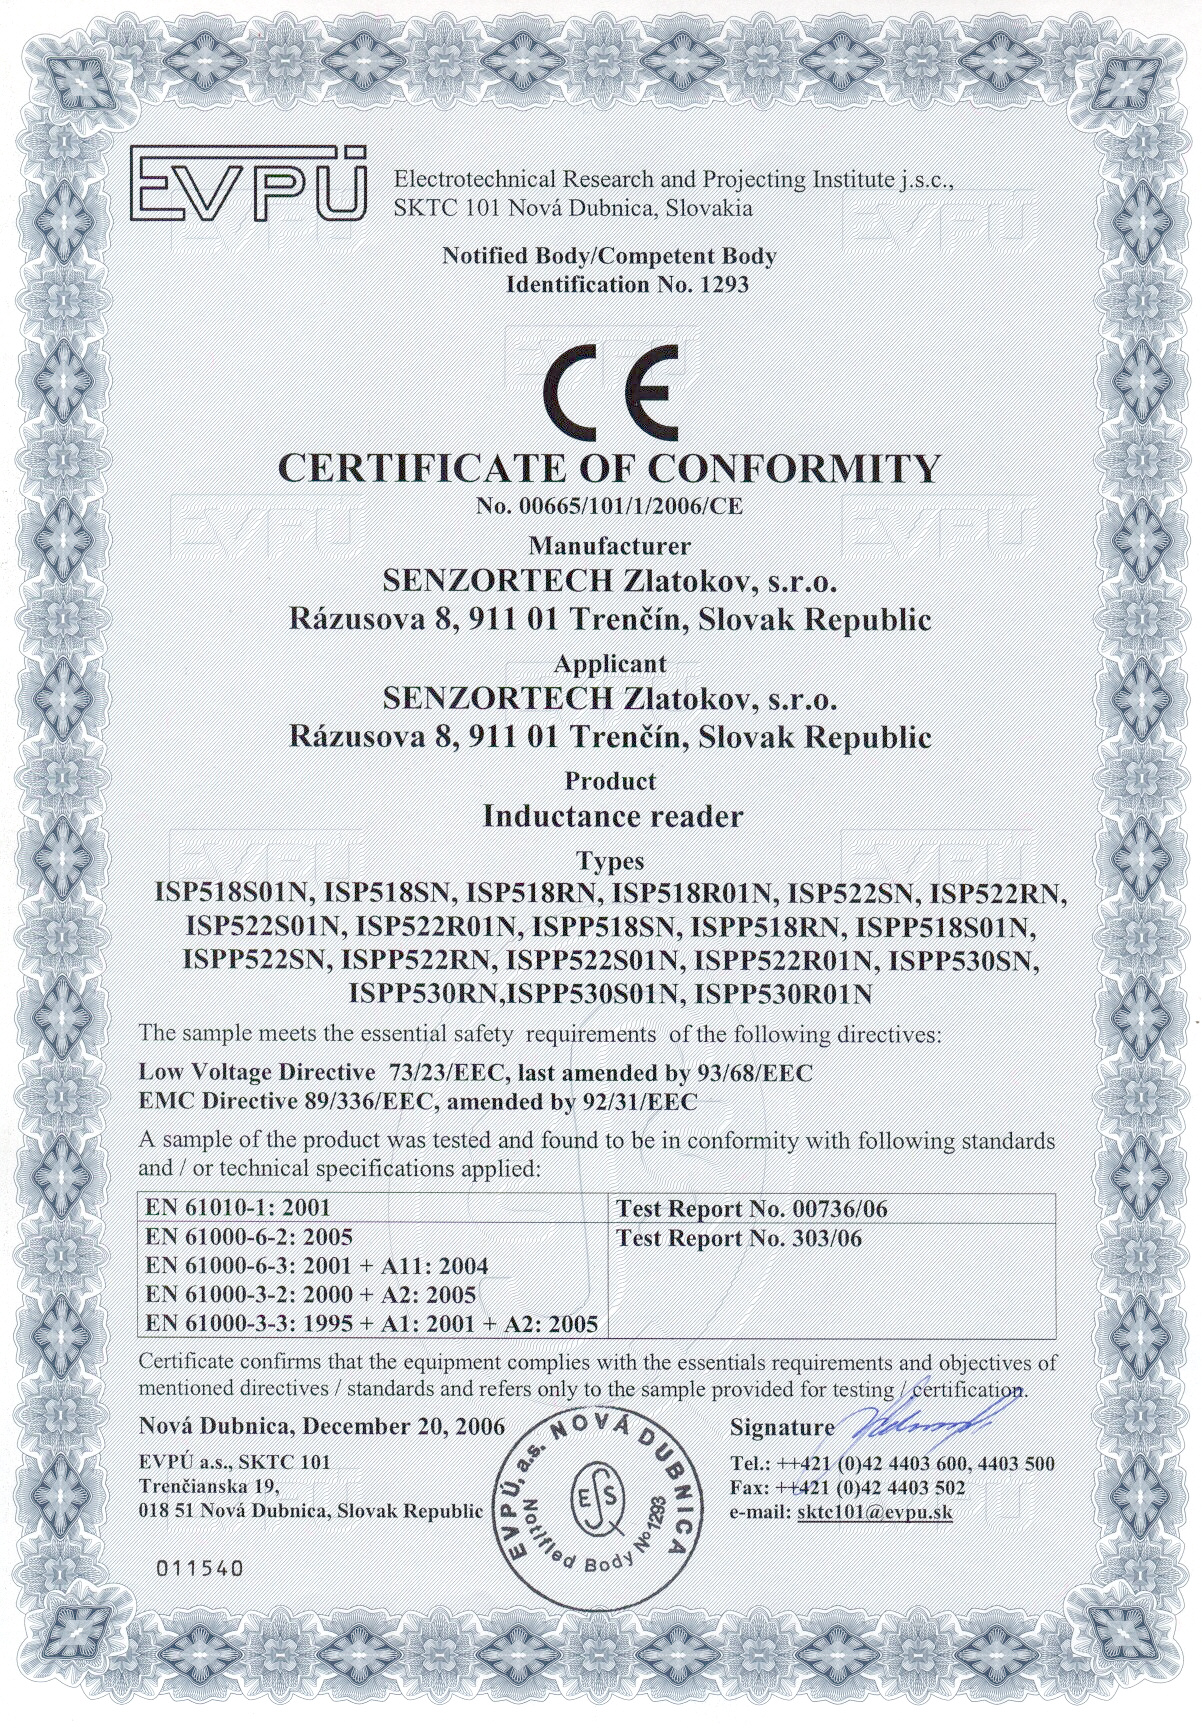 EVPÚ
Electrotechnical Research and Projecting Institute j.s.c.,
SKTC 101 Nová Dubnica, Slovakia
Notified Body/Competent Body
Identification No. 1293
CE
CERTIFICATE OF CONFORMITY
No. 00665/101/1/2006/CE
Manufacturer
SENZORTECH Zlatokov, s.r.o.
Rázusova 8, 911 01 Trenčín, Slovak Republic
Applicant
SENZORTECH Zlatokov, s.r.o.
Rázusova 8, 911 01 Trenčín, Slovak Republic
Product
Inductance reader
Types
ISP518S01N, ISP518SN, ISP518RN, ISP518R01N, ISP522SN, ISP522RN,
ISP522S01N, ISP522R01N, ISPP518SN, ISPP518RN, ISPP518S01N,
ISPP522SN, ISPP522RN, ISPP522S01N, ISPP522R01N, ISPP530SN,
ISPP530RN,ISPP530S01N, ISPP530R01N
The sample meets the essential safety requirements of the following directives:
Low Voltage Directive 73/23/EEC, last amended by 93/68/EEC
EMC Directive 89/336/EEC, amended by 92/31/EEC
A sample of the product was tested and found to be in conformity with following standards
and / or technical specifications applied:
EN 61010-1: 2001 Test Report No. 00736/06
EN 61000-6-2: 2005 Test Report No. 303/06
EN 61000-6-3: 2001 + A11: 2004
EN 61000-3-2: 2000 + A2: 2005
EN 61000-3-3: 1995 + A1: 2001 + A2: 2005
Certificate confirms that the equipment complies with the essentials requirements and objectives of
mentioned directives / standards and refers only to the sample provided for testing / certification.
Nová Dubnica, December 20, 2006
Signature
EVPÚ a.s., SKTC 101
Trenčianska 19,
018 51 Nová Dubnica, Slovak Republic
Tel.: ++421 (0)42 4403 600, 4403 500
Fax: ++421 (0)42 4403 502
e-mail: sktc101@evpu.sk
EVPÚ, a.s. NOVÁ DUBNICA
Notified Body № 1293
011540